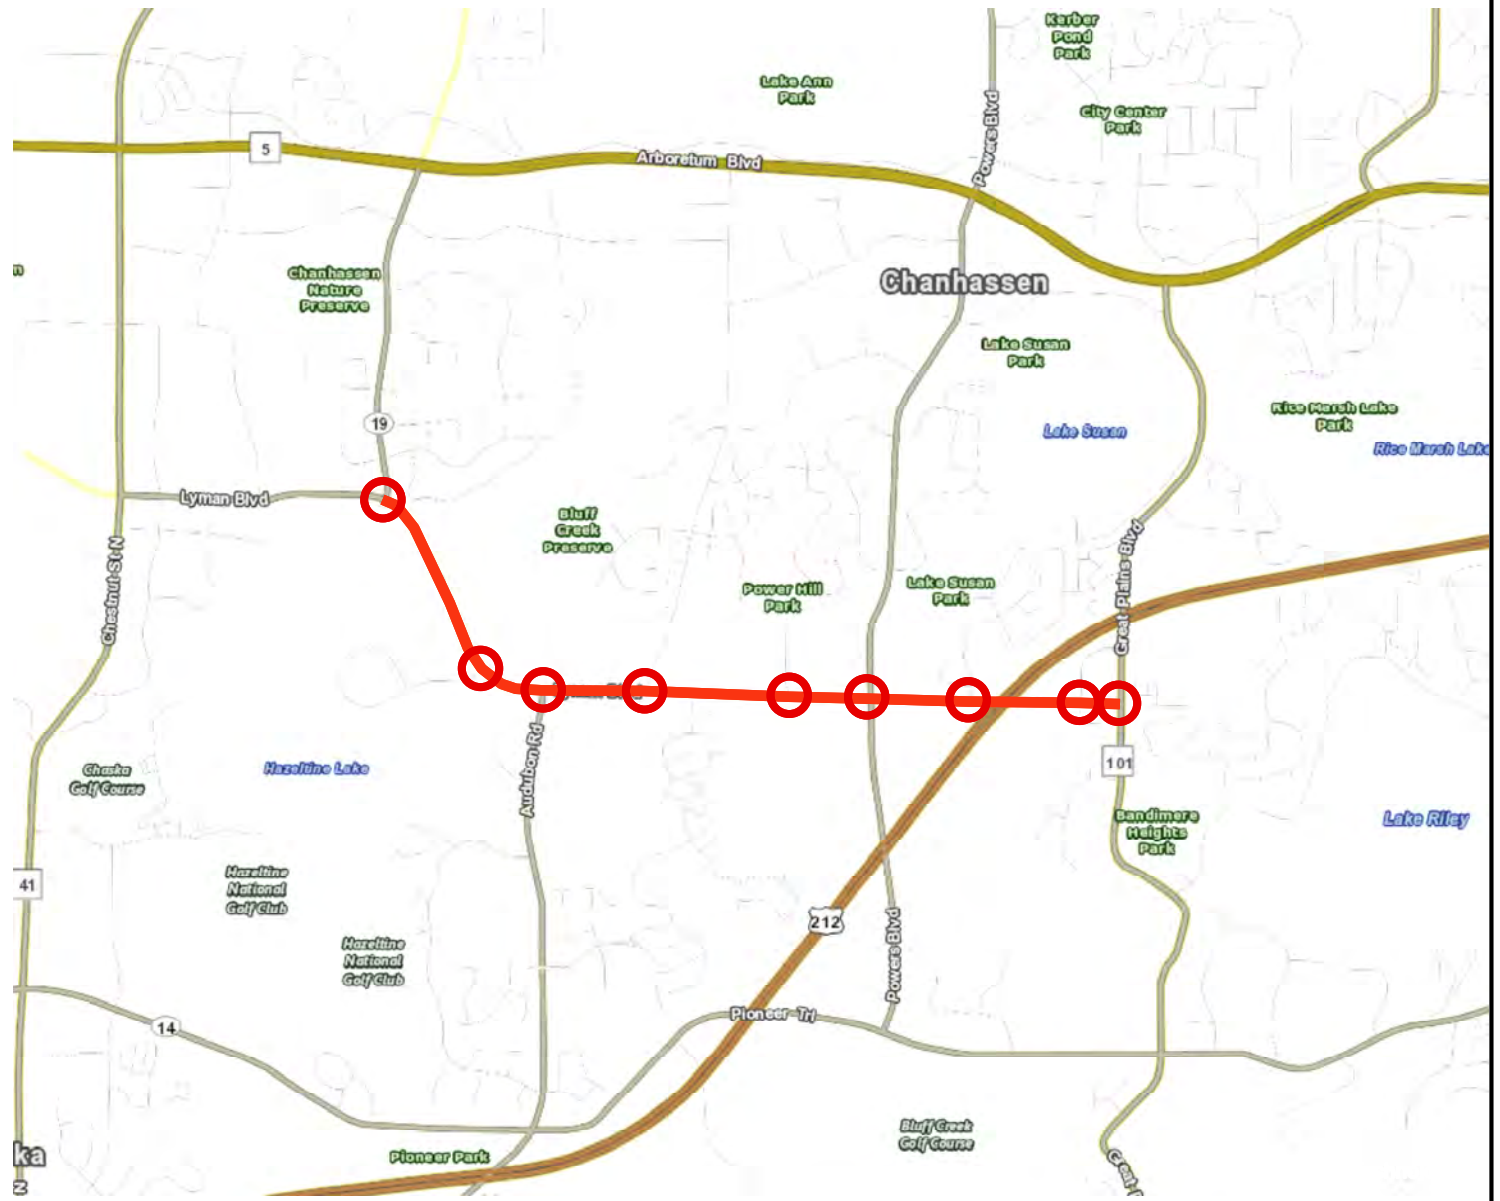 Kerber
Pond
Park
Lake Ann
Park
Powers Blvd
City Center
Park
5
Arboretum Blvd
n
Chanhassen
Nature
Preserve
Chanhassen
Lake Susan
Park
Rice Marsh Lake
Park
19
Lake Susan
Rice Marsh Lake
Lyman Blvd
Bluff
Creek
Preserve
Chestnut St N
Great Plains Blvd
Power Hill
Park
Lake Susan
Park
Lyman Blvd
Audubon Rd
Chaska
Golf Course
Hazeltine Lake
101
Bandimere
Heights
Park
Lake Riley
41
Hazeltine
National
Golf Club
212
Hazeltine
National
Golf Club
Powers Blvd
14
Pioneer Trl
Bluff Creek
Golf Course
ka
Pioneer Park
N
Great